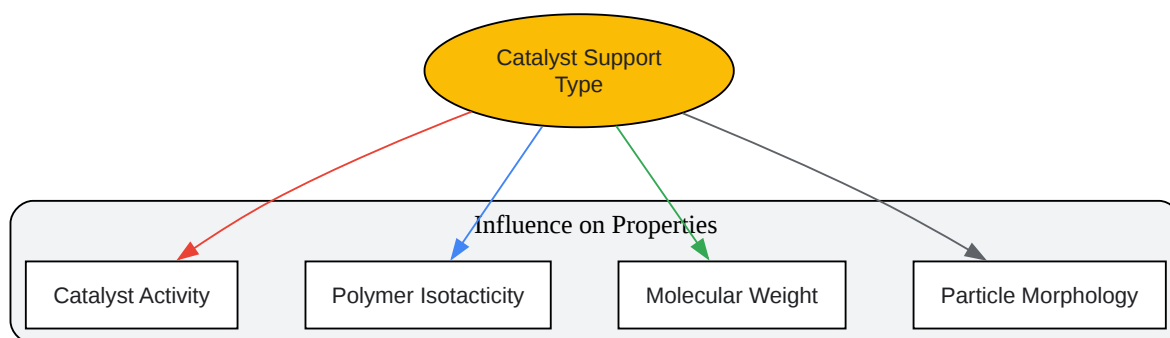 Catalyst Support
Type
Influence on Properties
Catalyst Activity
Polymer Isotacticity
Molecular Weight
Particle Morphology